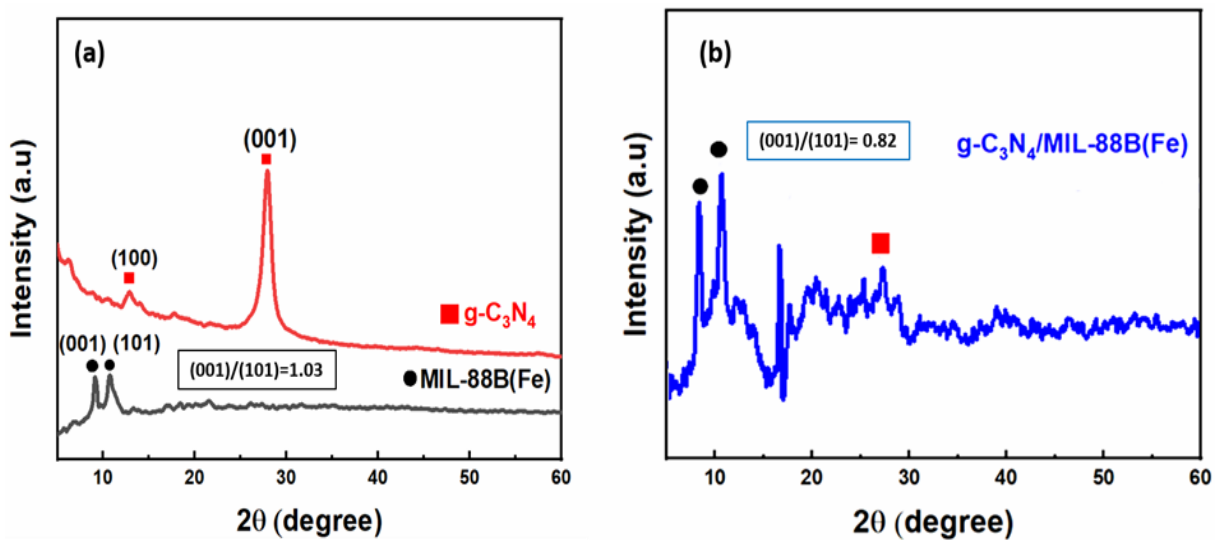 (a)
(001)
(100)
g-C₃N₄
(001) (101)
(001)/(101)=1.03
MIL-88B(Fe)
Intensity (a.u)
10 20 30 40 50 60
2θ (degree)
(b)
(001)/(101)= 0.82
g-C₃N₄/MIL-88B(Fe)
Intensity (a.u)
10 20 30 40 50 60
2θ (degree)